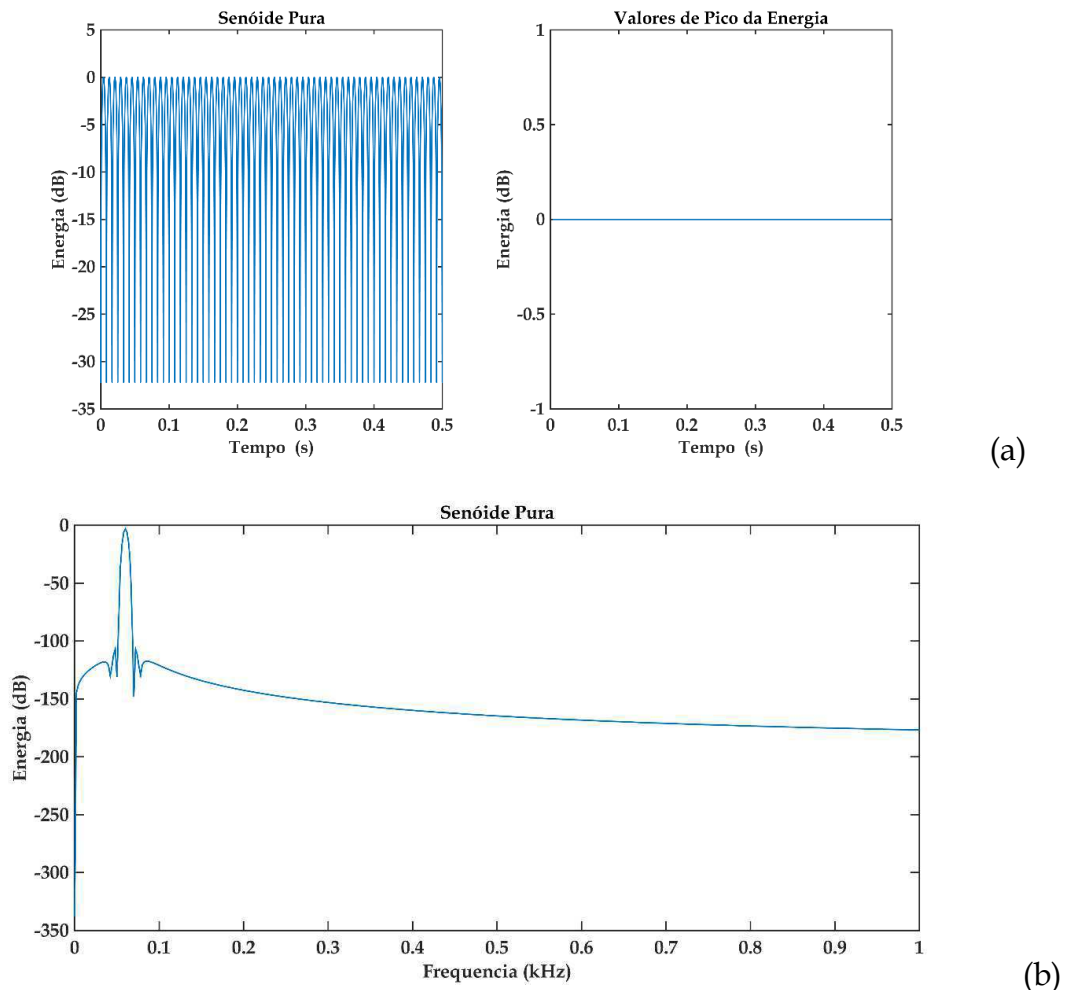 Senóide Pura
Energia (dB)
5
0
-5
-10
-15
-20
-25
-30
-35
0 0.1 0.2 0.3 0.4 0.5
Tempo (s)
Valores de Pico da Energia
Energia (dB)
1
0.5
0
-0.5
-1
0 0.1 0.2 0.3 0.4 0.5
Tempo (s)
(a)
Senóide Pura
Energia (dB)
0
-50
-100
-150
-200
-250
-300
-350
0 0.1 0.2 0.3 0.4 0.5 0.6 0.7 0.8 0.9 1
Frequencia (kHz)
(b)